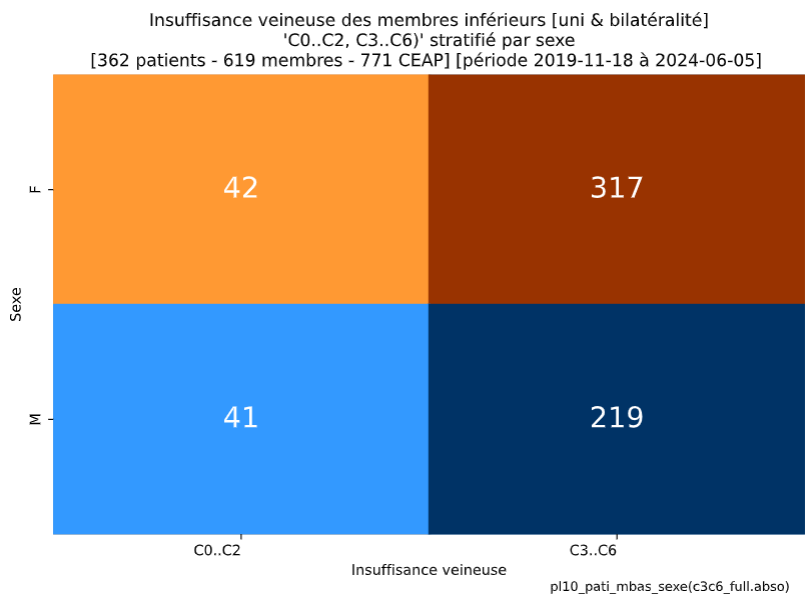 Insuffisance veineuse des membres inférieurs [uni & bilatéralité]
'C0..C2, C3..C6)' stratifié par sexe
[362 patients - 619 membres - 771 CEAP] [période 2019-11-18 à 2024-06-05]
F
42
317
Sexe
M
41
219
C0..C2
C3..C6
Insuffisance veineuse
pl10_pati_mbas_sexe(c3c6_full.abso)